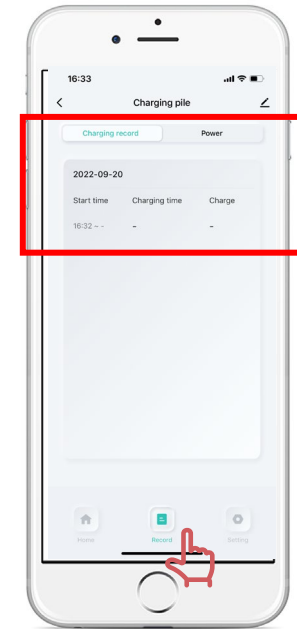 16:33
Charging pile
Charging record Power
2022-09-20
Start time Charging time Charge
16:32 ~ - - -
Home Record Setting